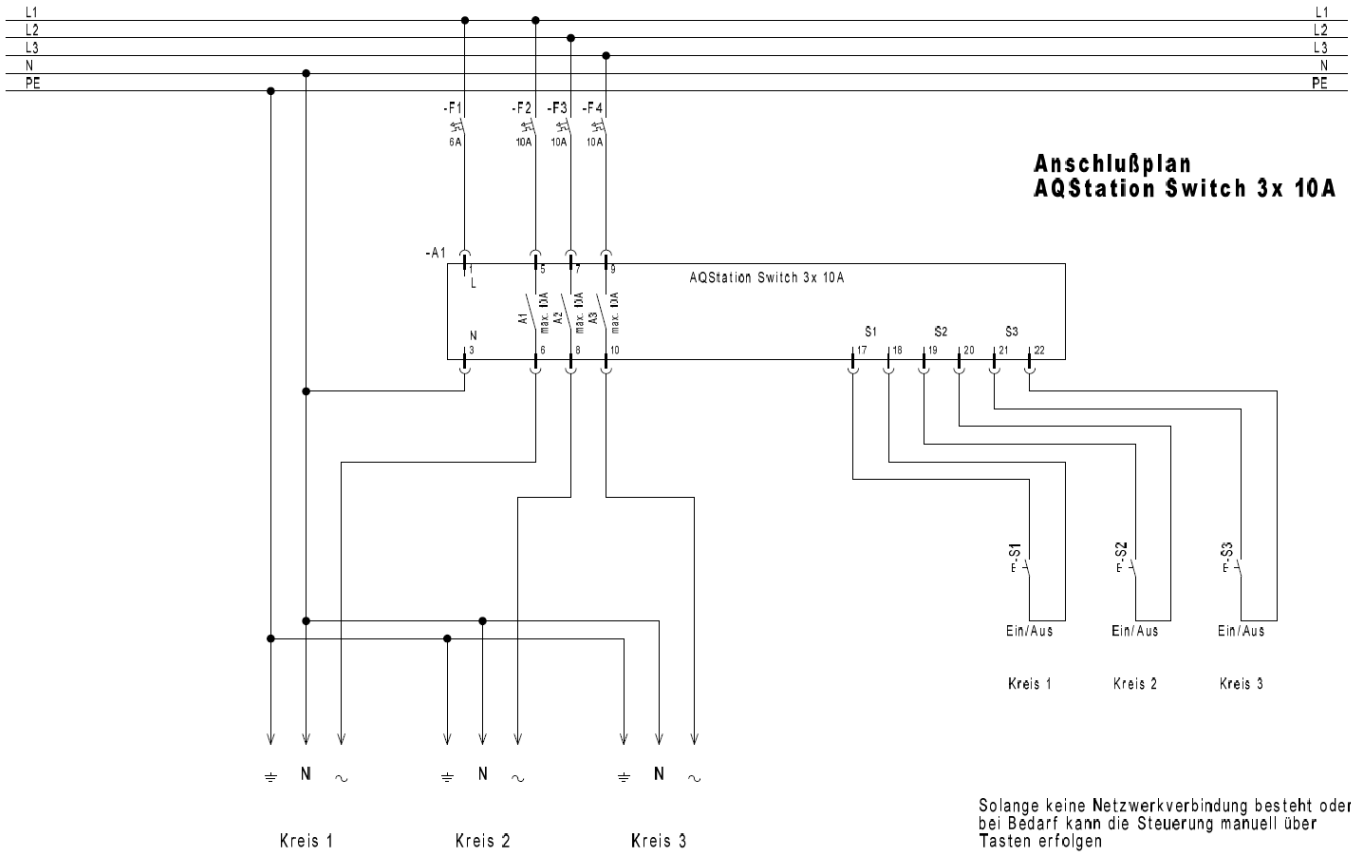 L1 L1
L2 L2
L3 L3
N N
PE PE
-F1 -F2 -F3 -F4
6A 10A 10A 10A
Anschlußplan
AQStation Switch 3x 10A
-A1
1 5 7 9
L
AQStation Switch 3x 10A
A1 max. 10A A2 max. 10A A3 max. 10A
N
S1 S2 S3
3 6 8 10 17 18 19 20 21 22
-S1 -S2 -S3
E E E
Ein/Aus Ein/Aus Ein/Aus
Kreis 1 Kreis 2 Kreis 3
N N N
Kreis 1 Kreis 2 Kreis 3
Solange keine Netzwerkverbindung besteht oder
bei Bedarf kann die Steuerung manuell über
Tasten erfolgen